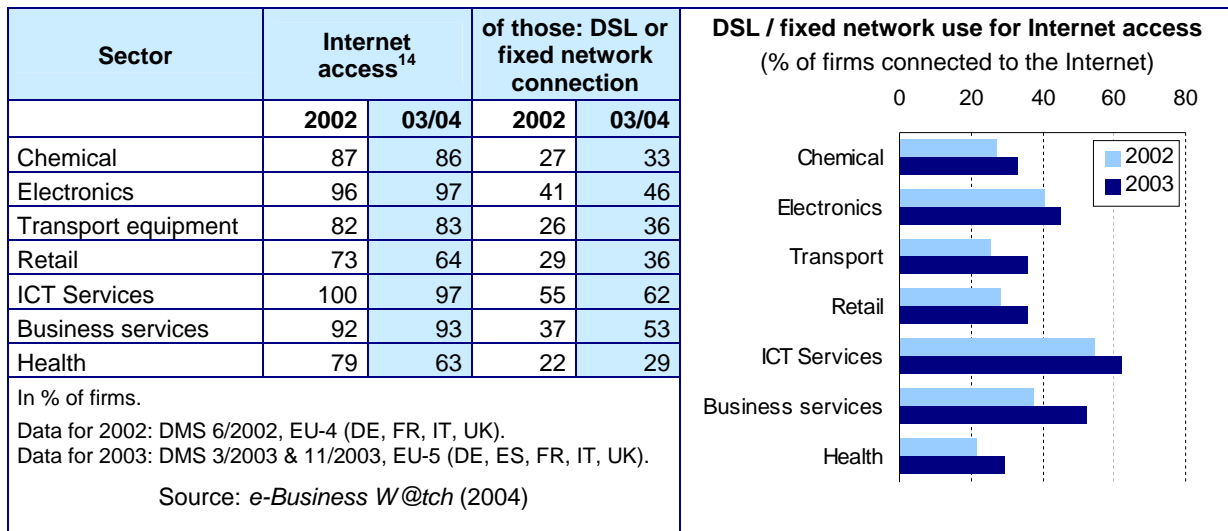 Sector Internet access14 of those: DSL or fixed network connection
2002 03/04 2002 03/04
Chemical 87 86 27 33
Electronics 96 97 41 46
Transport equipment 82 83 26 36
Retail 73 64 29 36
ICT Services 100 97 55 62
Business services 92 93 37 53
Health 79 63 22 29
In % of firms.
Data for 2002: DMS 6/2002, EU-4 (DE, FR, IT, UK).
Data for 2003: DMS 3/2003 & 11/2003, EU-5 (DE, ES, FR, IT, UK).
Source: e-Business W@tch (2004)
DSL / fixed network use for Internet access
(% of firms connected to the Internet)
0 20 40 60 80
Chemical
Electronics
Transport
Retail
ICT Services
Business services
Health
2002
2003